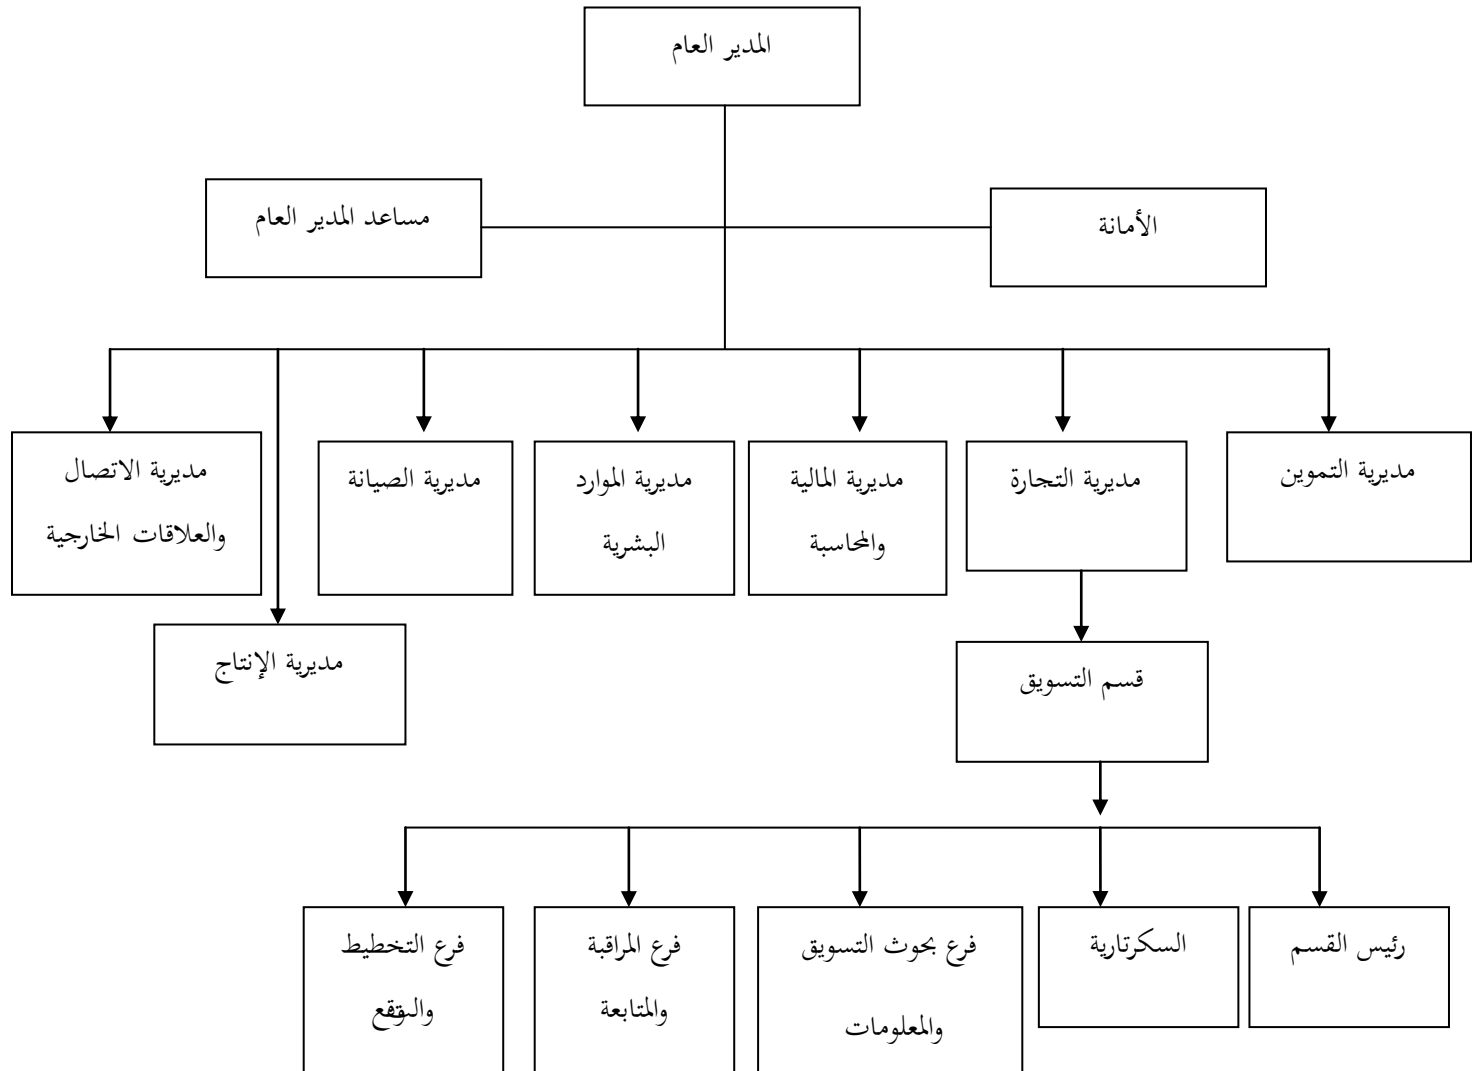 المدير العام
الأمانة
مساعد المدير العام
مديرية التموين
مديرية التجارة
مديرية المالية
والمحاسبة
مديرية الموارد
البشرية
مديرية الصيانة
مديرية الاتصال
والعلاقات الخارجية
مديرية الإنتاج
قسم التسويق
رئيس القسم
السكرتارية
فرع بحوث التسويق
والمعلومات
فرع المراقبة
والمتابعة
فرع التخطيط
والتوقع